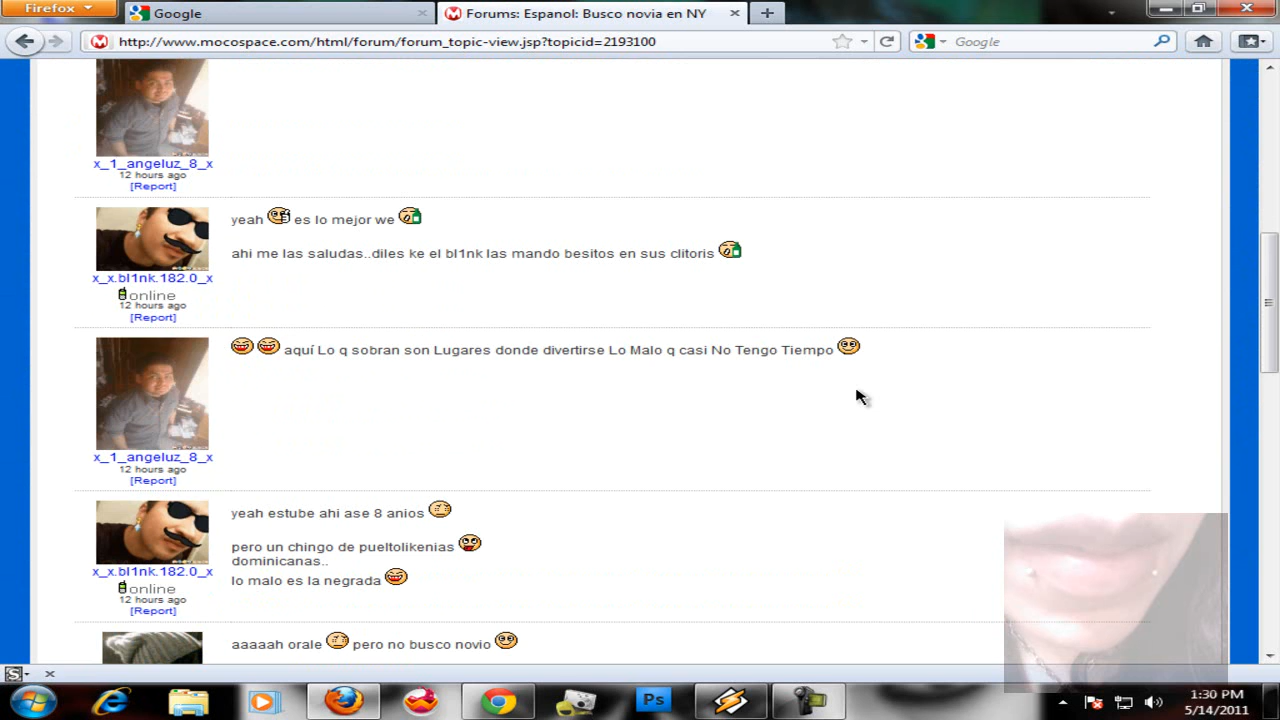 Firefox
Google
Forums: Espanol: Busco novia en NY
http://www.mocospace.com/html/forum/forum_topic-view.jsp?topicid=2193100
Google
x_1_angeluz_8_x
12 hours ago
[Report]
yeah es lo mejor we
ahi me las saludas..diles ke el bl1nk las mando besitos en sus clitoris
x_x.bl1nk.182.0_x
online
12 hours ago
[Report]
aquí Lo q sobran son Lugares donde divertirse Lo Malo q casi No Tengo Tiempo
x_1_angeluz_8_x
12 hours ago
[Report]
yeah estube ahi ase 8 anios
pero un chingo de pueltolikenias
dominicanas..
lo malo es la negrada
x_x.bl1nk.182.0_x
online
12 hours ago
[Report]
aaaaah orale pero no busco novio
S
Ps
1:30 PM
5/14/2011